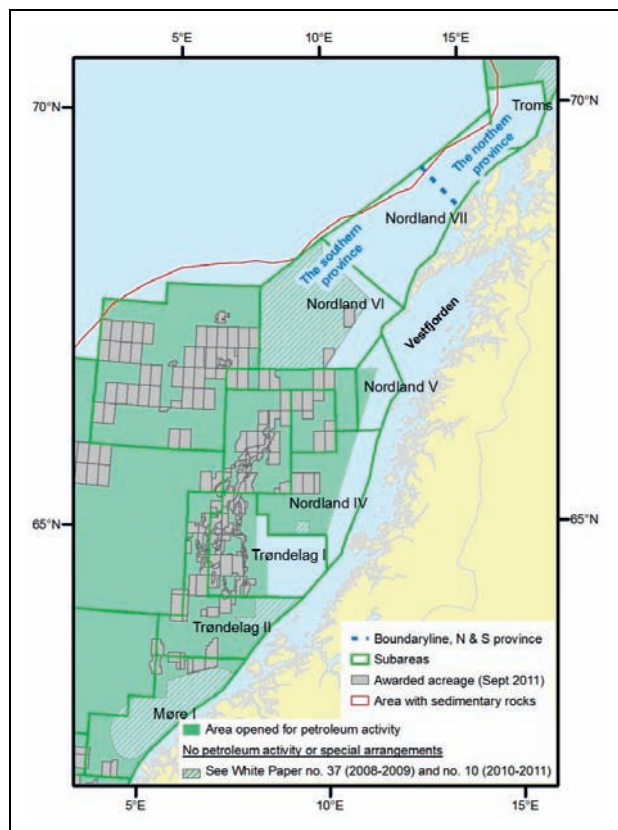 5°E 10°E 15°E
70°N 70°N
Troms
The northern
province
Nordland VII
The southern
province
Nordland VI
Vestfjorden
Nordland V
Nordland IV
65°N 65°N
Trøndelag I
Trøndelag II
Møre I
Boundaryline, N & S province
Subareas
Awarded acreage (Sept 2011)
Area with sedimentary rocks
Area opened for petroleum activity
No petroleum activity or special arrangements
See White Paper no. 37 (2008-2009) and no. 10 (2010-2011)
5°E 10°E 15°E